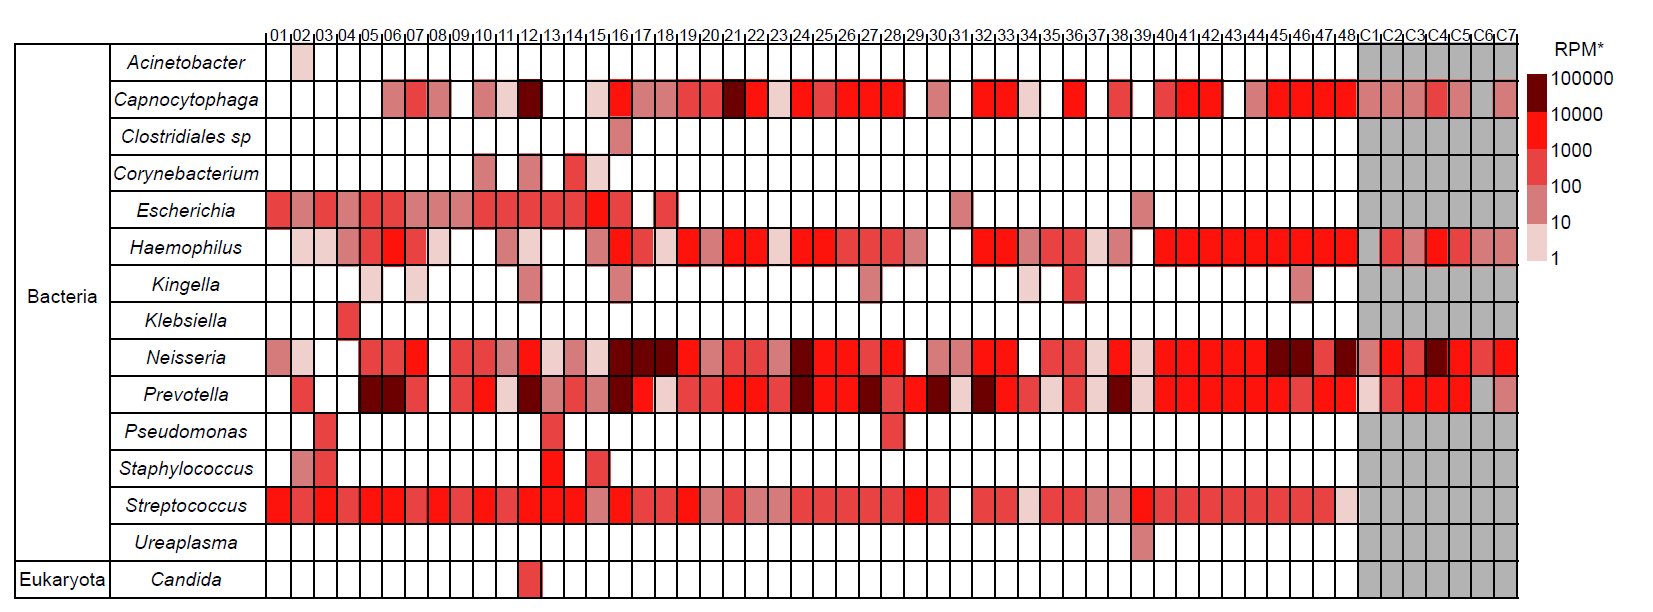 01 02 03 04 05 06 07 08 09 10 11 12 13 14 15 16 17 18 19 20 21 22 23 24 25 26 27 28 29 30 31 32 33 34 35 36 37 38 39 40 41 42 43 44 45 46 47 48 C1 C2 C3 C4 C5 C6 C7
RPM*
100000
10000
1000
100
10
1
Bacteria
Acinetobacter
Capnocytophaga
Clostridiales sp
Corynebacterium
Escherichia
Haemophilus
Kingella
Klebsiella
Neisseria
Prevotella
Pseudomonas
Staphylococcus
Streptococcus
Ureaplasma
Eukaryota
Candida